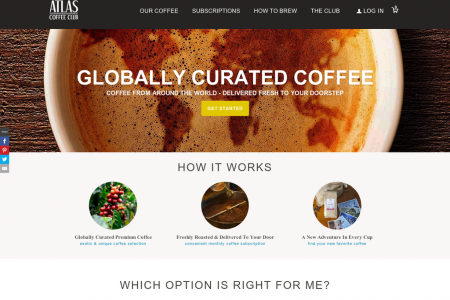 ATLAS
COFFEE CLUB
OUR COFFEE SUBSCRIPTIONS HOW TO BREW THE CLUB LOG IN
GLOBALLY CURATED COFFEE
COFFEE FROM AROUND THE WORLD - DELIVERED FRESH TO YOUR DOORSTEP
GET STARTED
HOW IT WORKS
Globally Curated Premium Coffee
exotic & unique coffee selection
Freshly Roasted & Delivered To Your Door
convenient monthly coffee subscription
A New Adventure In Every Cup
find your new favorite coffee
WHICH OPTION IS RIGHT FOR ME?